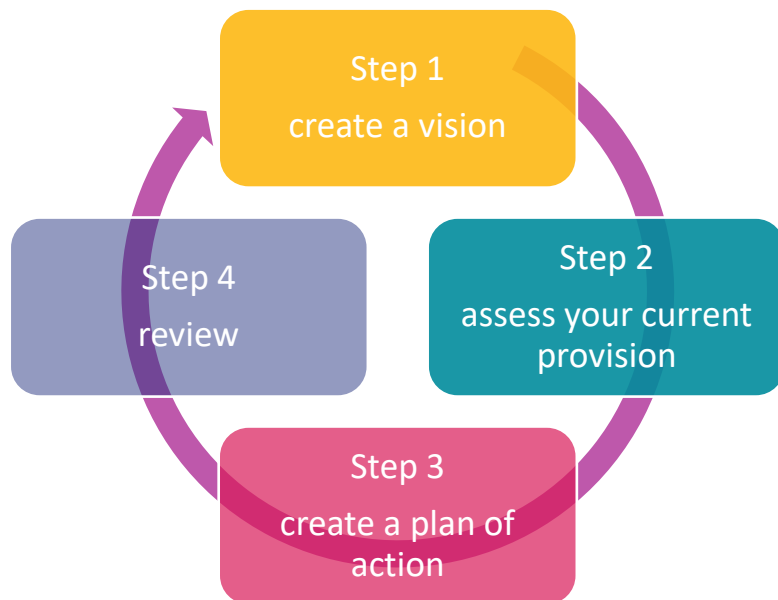 Step 1
create a vision
Step 2
assess your current
provision
Step 3
create a plan of
action
Step 4
review